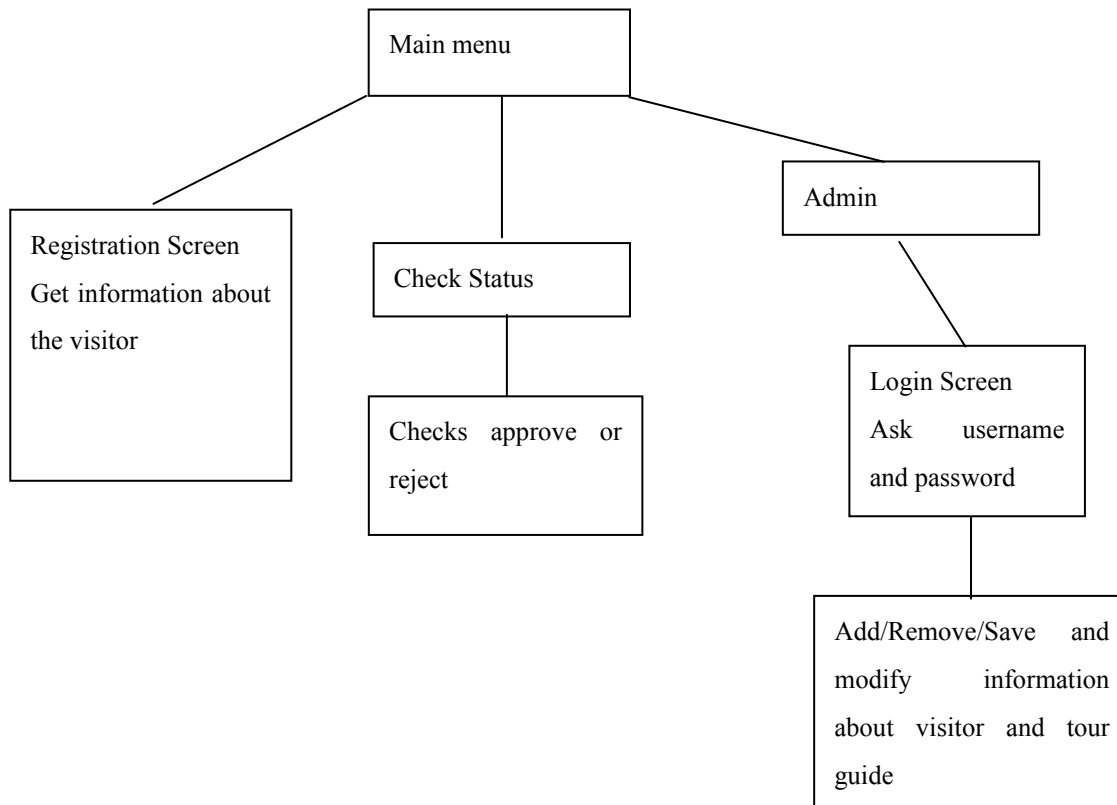 Main menu
Admin
Registration Screen
Get information about
the visitor
Check Status
Login Screen
Ask username
and password
Checks approve or
reject
Add/Remove/Save and
modify information
about visitor and tour
guide